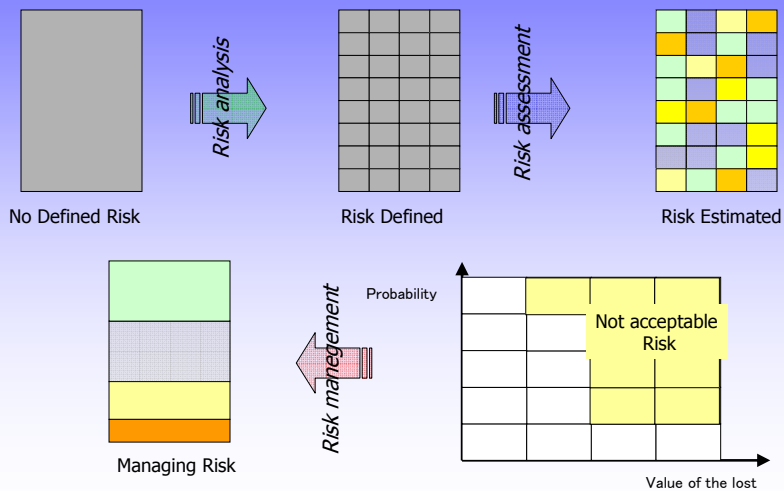 Risk analysis
Risk assessment
No Defined Risk
Risk Defined
Risk Estimated
Probability
Not acceptable
Risk
Risk manegement
Managing Risk
Value of the lost